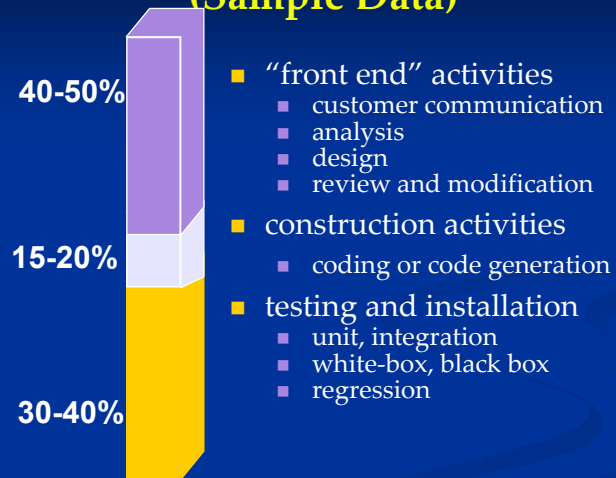 (Sample Data)
40-50%
"front end" activities
customer communication
analysis
design
review and modification
15-20%
construction activities
coding or code generation
testing and installation
unit, integration
white-box, black box
regression
30-40%